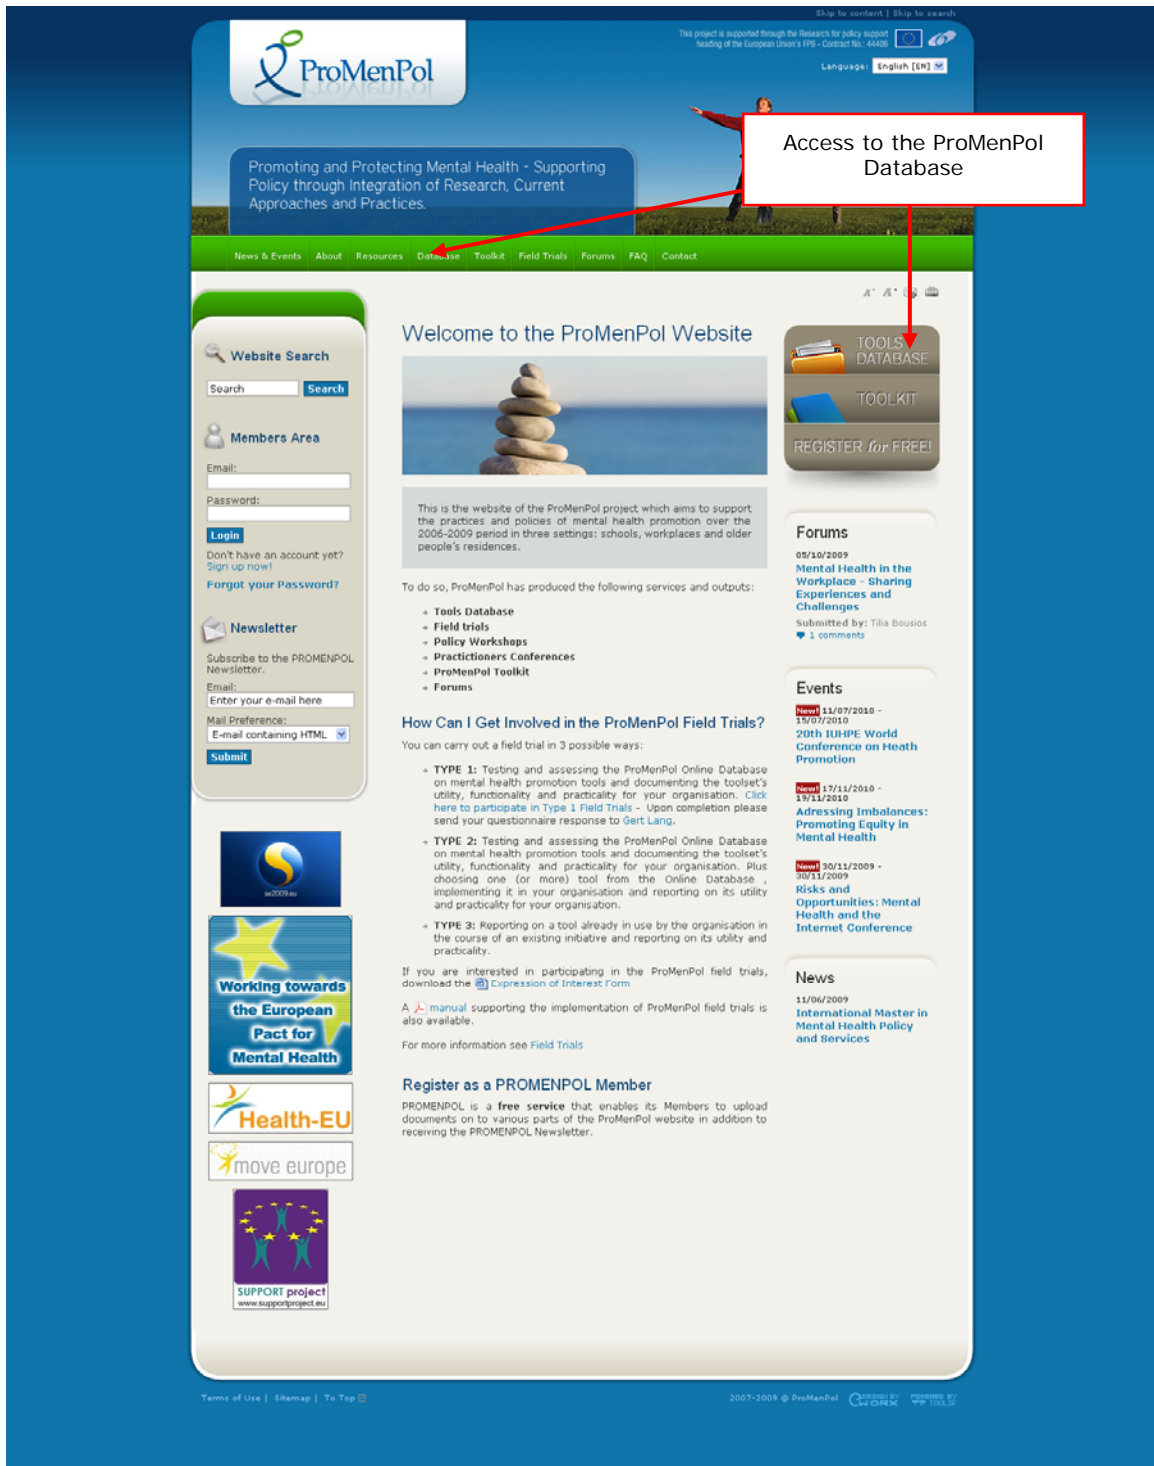 Skip to content | Skip to search
This project is supported through the Research for policy support
heading of the European Union's FP6 - Contract No.: 44406
Language: English [EN]
ProMenPol
Access to the ProMenPol
Database
Promoting and Protecting Mental Health - Supporting
Policy through Integration of Research, Current
Approaches and Practices.
News & Events About Resources Database Toolkit Field Trials Forums FAQ Contact
Website Search
Search Search
Members Area
Email:
Password:
Login
Don't have an account yet?
Sign up now!
Forgot your Password?
Newsletter
Subscribe to the PROMENPOL
Newsletter.
Email:
Enter your e-mail here
Mail Preference:
E-mail containing HTML
Submit
se2009.eu
Working towards
the European
Pact for
Mental Health
Health-EU
move europe
SUPPORT project
www.supportproject.eu
Welcome to the ProMenPol Website
This is the website of the ProMenPol project which aims to support
the practices and policies of mental health promotion over the
2006-2009 period in three settings: schools, workplaces and older
people's residences.
To do so, ProMenPol has produced the following services and outputs:
Tools Database
Field trials
Policy Workshops
Practictioners Conferences
ProMenPol Toolkit
Forums
How Can I Get Involved in the ProMenPol Field Trials?
You can carry out a field trial in 3 possible ways:
TYPE 1: Testing and assessing the ProMenPol Online Database
on mental health promotion tools and documenting the toolset's
utility, functionality and practicality for your organisation. Click
here to participate in Type 1 Field Trials - Upon completion please
send your questionnaire response to Gert Lang.
TYPE 2: Testing and assessing the ProMenPol Online Database
on mental health promotion tools and documenting the toolset's
utility, functionality and practicality for your organisation. Plus
choosing one (or more) tool from the Online Database ,
implementing it in your organisation and reporting on its utility
and practicality for your organisation.
TYPE 3: Reporting on a tool already in use by the organisation in
the course of an existing initiative and reporting on its utility and
practicality.
If you are interested in participating in the ProMenPol field trials,
download the Expression of Interest Form
A manual supporting the implementation of ProMenPol field trials is
also available.
For more information see Field Trials
Register as a PROMENPOL Member
PROMENPOL is a free service that enables its Members to upload
documents on to various parts of the ProMenPol website in addition to
receiving the PROMENPOL Newsletter.
TOOLS
DATABASE
TOOLKIT
REGISTER for FREE!
Forums
05/10/2009
Mental Health in the
Workplace - Sharing
Experiences and
Challenges
Submitted by: Tilia Bousios
1 comments
Events
New! 11/07/2010 -
15/07/2010
20th IUHPE World
Conference on Heath
Promotion
New! 17/11/2010 -
19/11/2010
Adressing Imbalances:
Promoting Equity in
Mental Health
New! 30/11/2009 -
30/11/2009
Risks and
Opportunities: Mental
Health and the
Internet Conference
News
11/06/2009
International Master in
Mental Health Policy
and Services
Terms of Use | Sitemap | To Top
2007-2009 © ProMenPol
DESIGN BY
WORX
POWERED BY